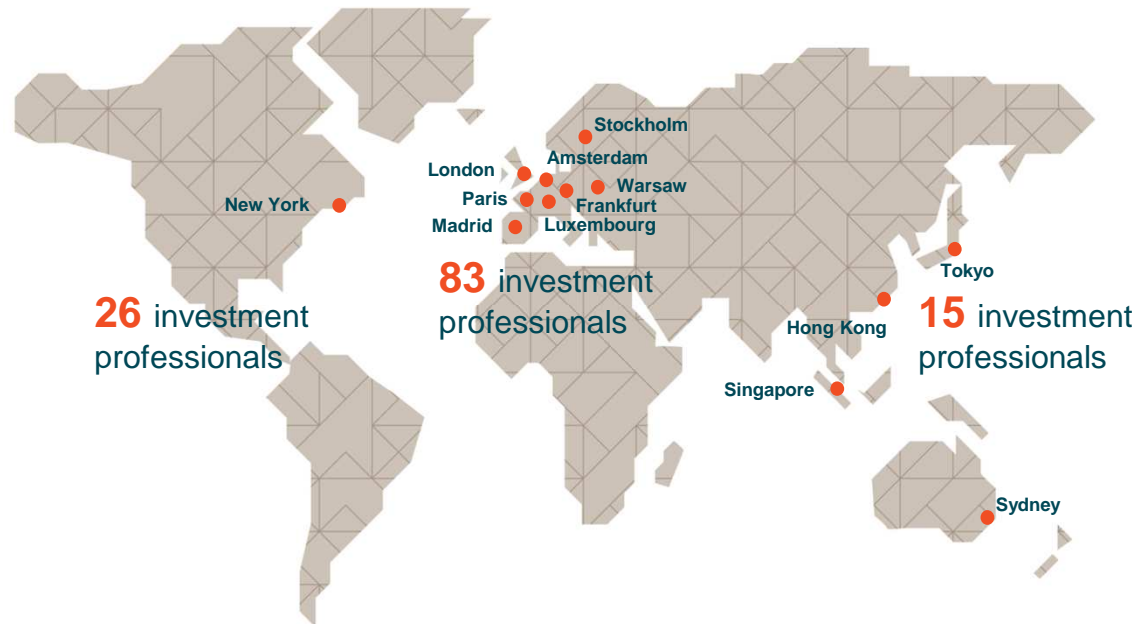 Stockholm
Amsterdam
London
Warsaw
Paris
Frankfurt
New York
Madrid
Luxembourg
83 investment
professionals
Tokyo
26 investment
professionals
Hong Kong
15 investment
professionals
Singapore
Sydney